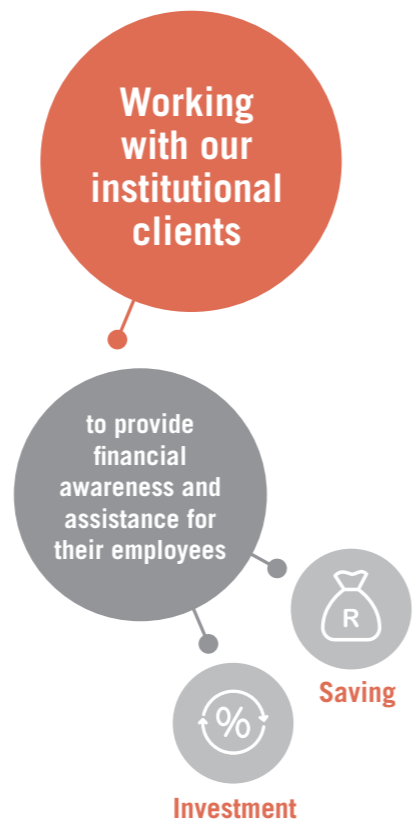 Working
with our
institutional
clients
to provide
financial
awareness and
assistance for
their employees
R
Saving
%
Investment